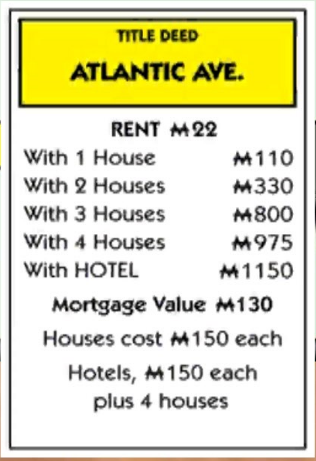 TITLE DEED
ATLANTIC AVE.
RENT ₩22
With 1 House ₩110
With 2 Houses ₩330
With 3 Houses ₩800
With 4 Houses ₩975
With HOTEL ₩1150
Mortgage Value ₩130
Houses cost ₩150 each
Hotels, ₩150 each
plus 4 houses